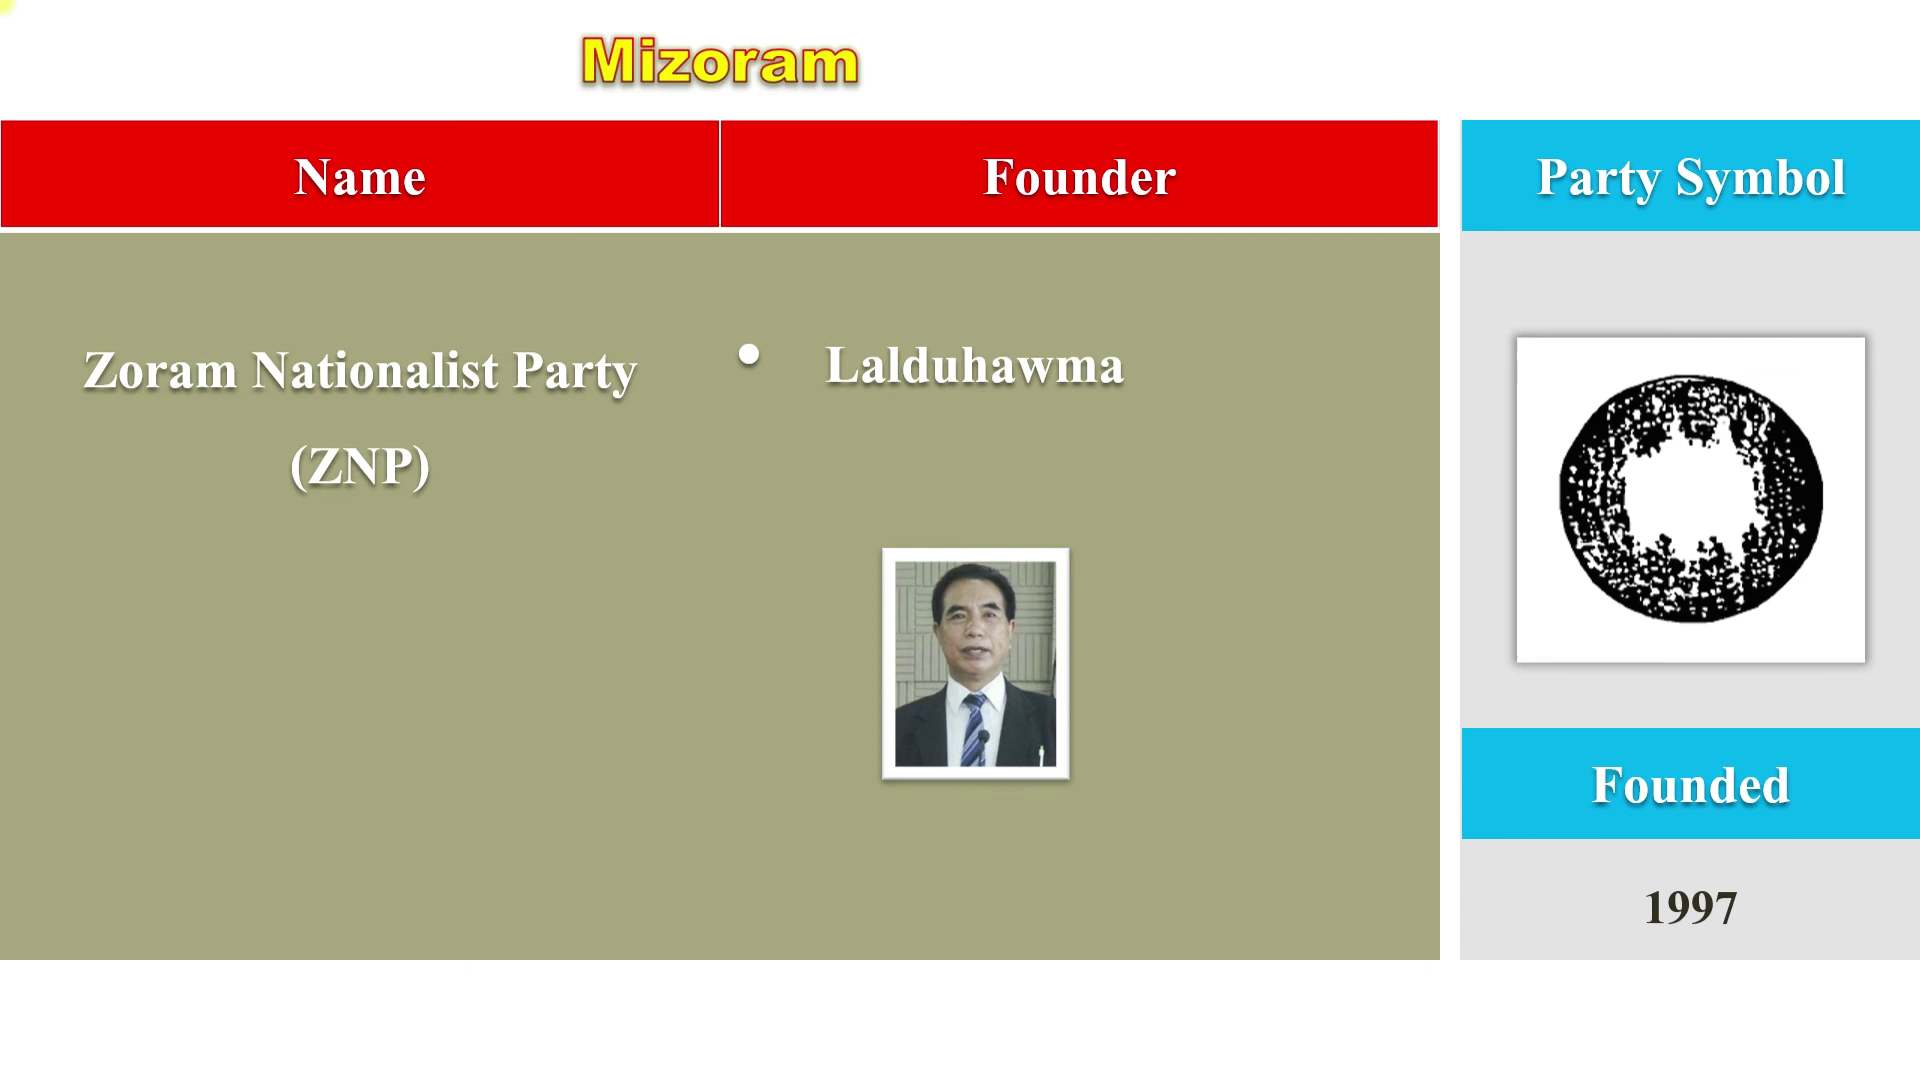 Mizoram
Name
Founder
Party Symbol
Zoram Nationalist Party
(ZNP)
• Lalduhawma
Founded
1997